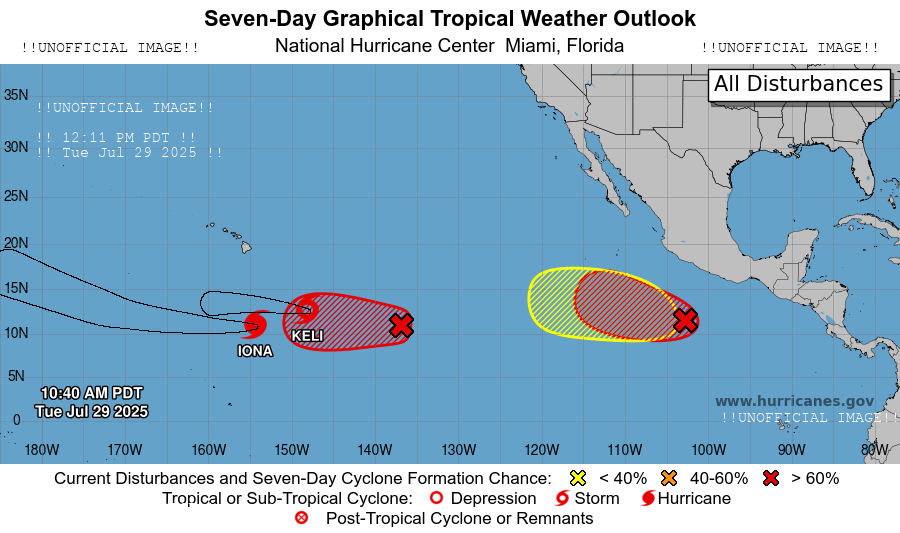 Seven-Day Graphical Tropical Weather Outlook
!!UNOFFICIAL IMAGE!! National Hurricane Center Miami, Florida !!UNOFFICIAL IMAGE!!
All Disturbances
35N
!!UNOFFICIAL IMAGE!!
!! 12:11 PM PDT !!
30N
!! Tue Jul 29 2025 !!
25N
20N
15N
10N
KELI
IONA
5N
10:40 AM PDT
Tue Jul 29 2025
www.hurricanes.gov
0
!!UNOFFICIAL IMAGE!!
180W 170W 160W 150W 140W 130W 120W 110W 100W 90W 80W
Current Disturbances and Seven-Day Cyclone Formation Chance: < 40% 40-60% > 60%
Tropical or Sub-Tropical Cyclone: Depression Storm Hurricane
Post-Tropical Cyclone or Remnants